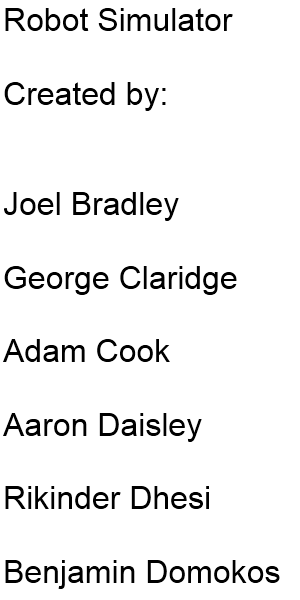 Robot Simulator
Created by:
Joel Bradley
George Claridge
Adam Cook
Aaron Daisley
Rikinder Dhesi
Benjamin Domokos